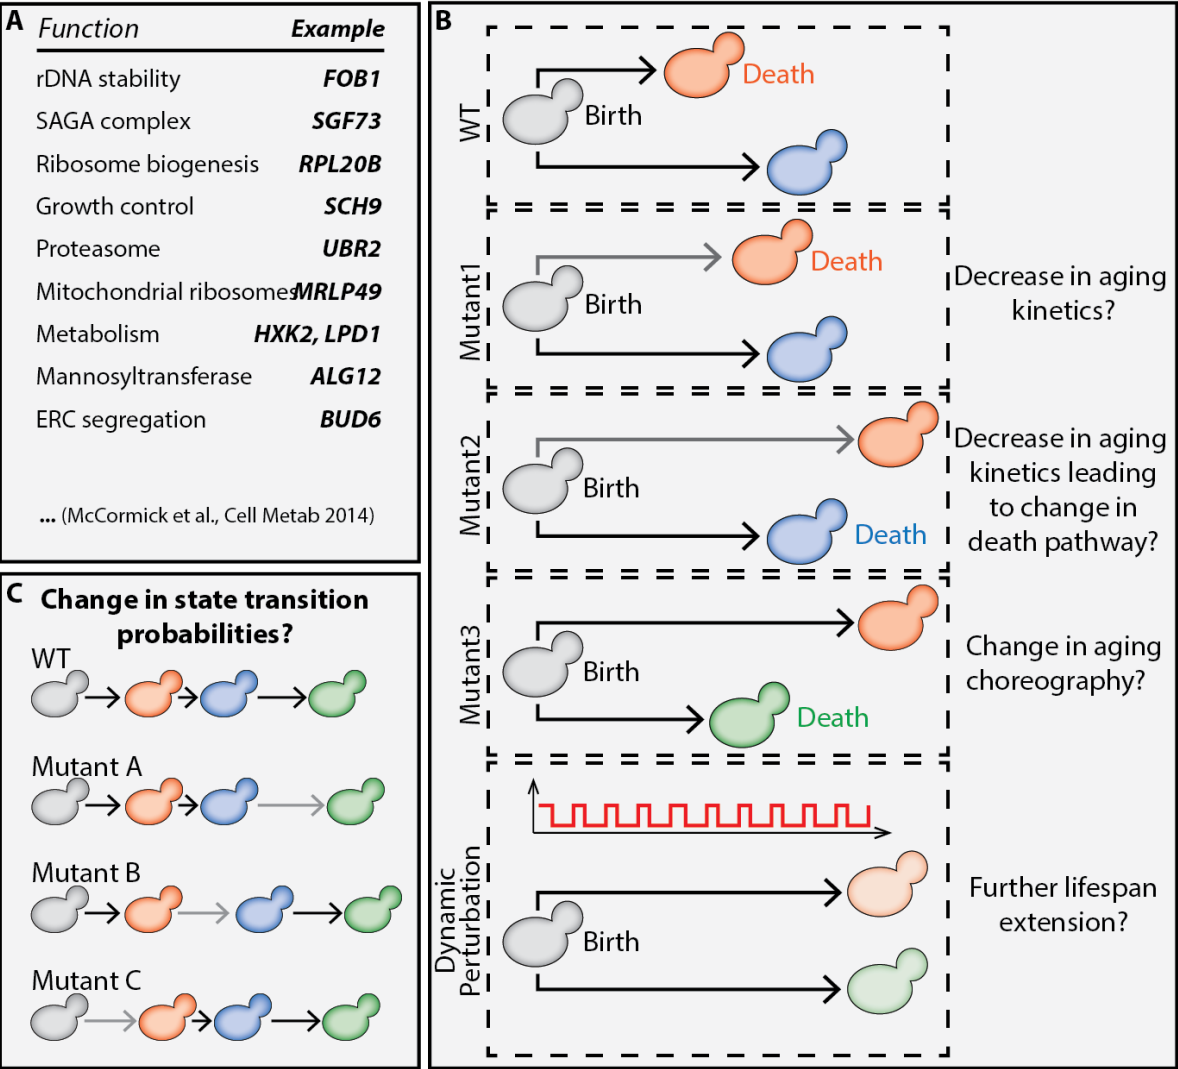 A
Function Example
rDNA stability FOB1
SAGA complex SGF73
Ribosome biogenesis RPL20B
Growth control SCH9
Proteasome UBR2
Mitochondrial ribosomes MRLP49
Metabolism HXK2, LPD1
Mannosyltransferase ALG12
ERC segregation BUD6
... (McCormick et al., Cell Metab 2014)
B
WT
Birth
Death
Mutant1
Birth
Death
Decrease in aging
kinetics?
Mutant2
Birth
Death
Decrease in aging
kinetics leading
to change in
death pathway?
Mutant3
Birth
Death
Change in aging
choreography?
Dynamic
Perturbation
Birth
Further lifespan
extension?
C
Change in state transition
probabilities?
WT
Mutant A
Mutant B
Mutant C